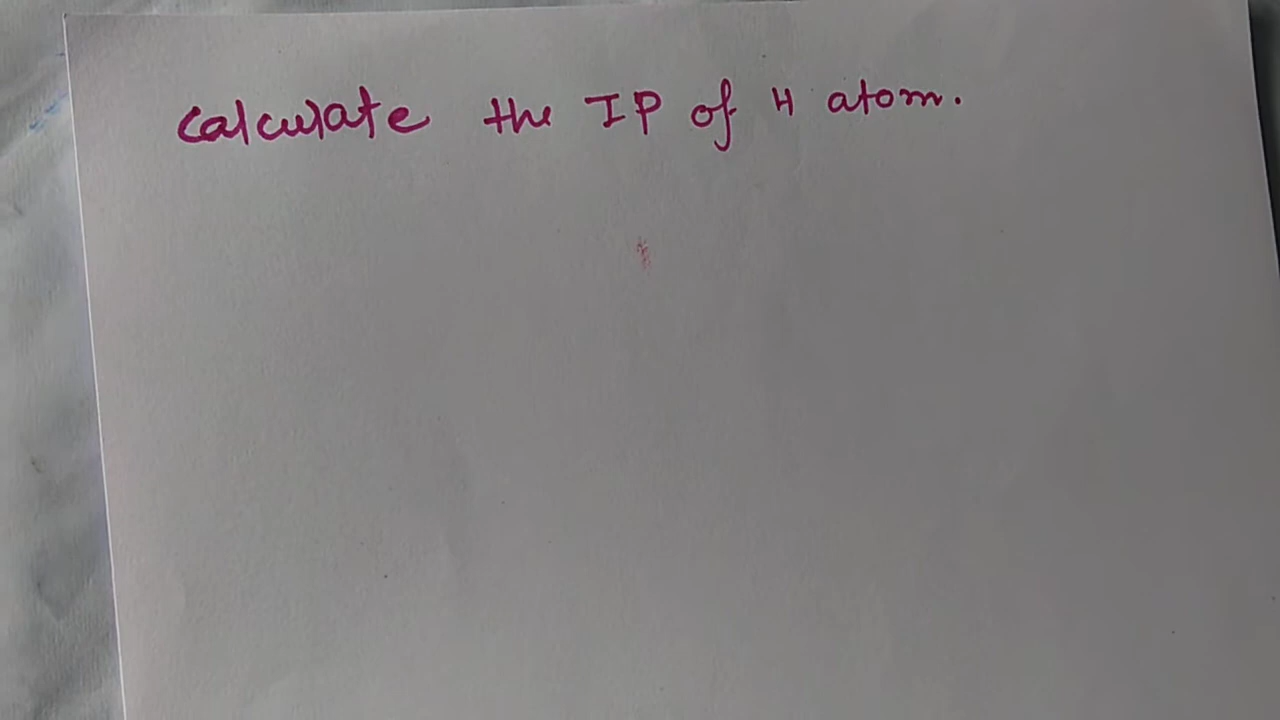 Calculate the IP of H atom.